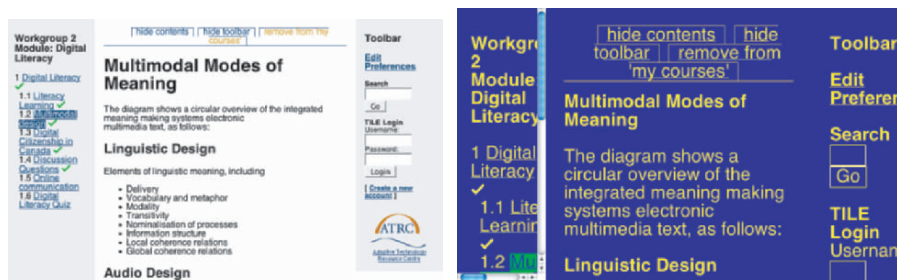 Workgroup 2
Module: Digital
Literacy
1 Digital Literacy
1.1 Literacy
Learning
1.2 Multimodal
design
1.3 Digital
Citizenship in
Canada
1.4 Discussion
Questions
1.5 Online
communication
1.6 Digital
Literacy Quiz
hide contents hide toolbar remove from my
courses'
Multimodal Modes of
Meaning
The diagram shows a circular overview of the integrated
meaning making systems electronic
multimedia text, as follows:
Linguistic Design
Elements of linguistic meaning, including
• Delivery
• Vocabulary and metaphor
• Modality
• Transitivity
• Nominalisation of processes
• Information structure
• Local coherence relations
• Global coherence relations
Audio Design
Toolbar
Edit
Preferences
Search
Go
TILE Login
Username:
Password:
Login
[ Create a new
account ]
ATRC
Adaptive Technology
Resource Centre
Workgr
2
Module
Digital
Literacy
1 Digital
Literacy
1.1 Lite
Learnin
1.2 Mu
hide contents hide
toolbar remove from
'my courses'
Multimodal Modes of
Meaning
The diagram shows a
circular overview of the
integrated meaning making
systems electronic
multimedia text, as follows:
Linguistic Design
Toolbar
Edit
Preferen
Search
Go
TILE
Login
Usernam